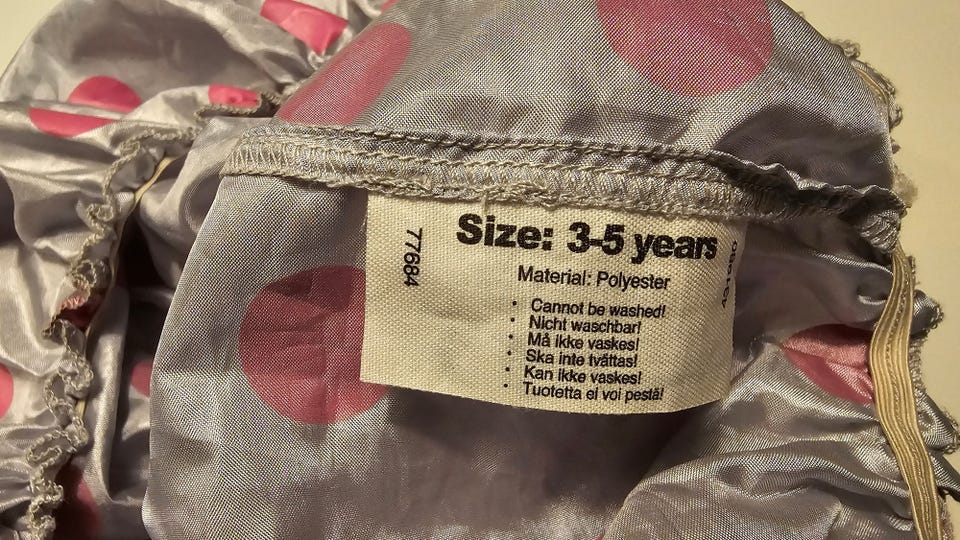 Size: 3-5 years
Material: Polyester
· Cannot be washed!
· Nicht waschbar!
· Må ikke vaskes!
· Ska inte tvättas!
· Kan ikke vaskes!
· Tuotetta ei voi pestä!
77684